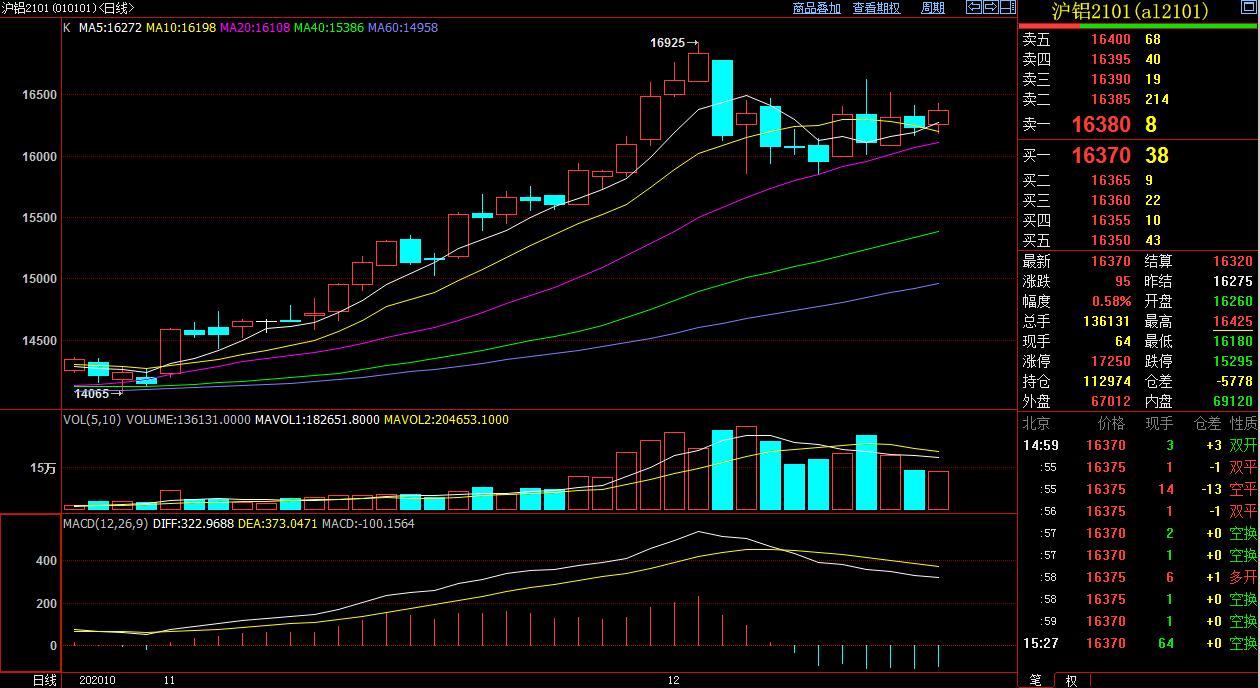 沪铝2101 (010101)<日线> 商品叠加 查看期权 周期
沪铝2101(al2101)
K MA5:16272 MA10:16198 MA20:16108 MA40:15386 MA60:14958
16925
16500
16000
15500
15000
14500
14065
VOL(5,10) VOLUME:136131.0000 MAVOL1:182651.8000 MAVOL2:204653.1000
15万
MACD(12,26,9) DIFF:322.9688 DEA:373.0471 MACD:-100.1564
400
200
0
日线 202010 11 12
卖五 16400 68
卖四 16395 40
卖三 16390 19
卖二 16385 214
卖一 16380 8
买一 16370 38
买二 16365 9
买三 16360 22
买四 16355 10
买五 16350 43
最新 16370 结算 16320
涨跌 95 昨结 16275
幅度 0.58% 开盘 16260
总手 136131 最高 16425
现手 64 最低 16180
涨停 17250 跌停 15295
持仓 112974 仓差 -5778
外盘 67012 内盘 69120
北京 价格 现手 仓差 性质
14:59 16370 3 +3 双开
:55 16375 1 -1 双平
:55 16375 14 -13 空平
:56 16375 1 -1 双平
:57 16370 2 +0 空换
:57 16370 1 +0 空换
:58 16375 6 +1 多开
:58 16375 1 +0 空换
:59 16370 1 +0 空换
15:27 16370 64 +0 空换
笔 权